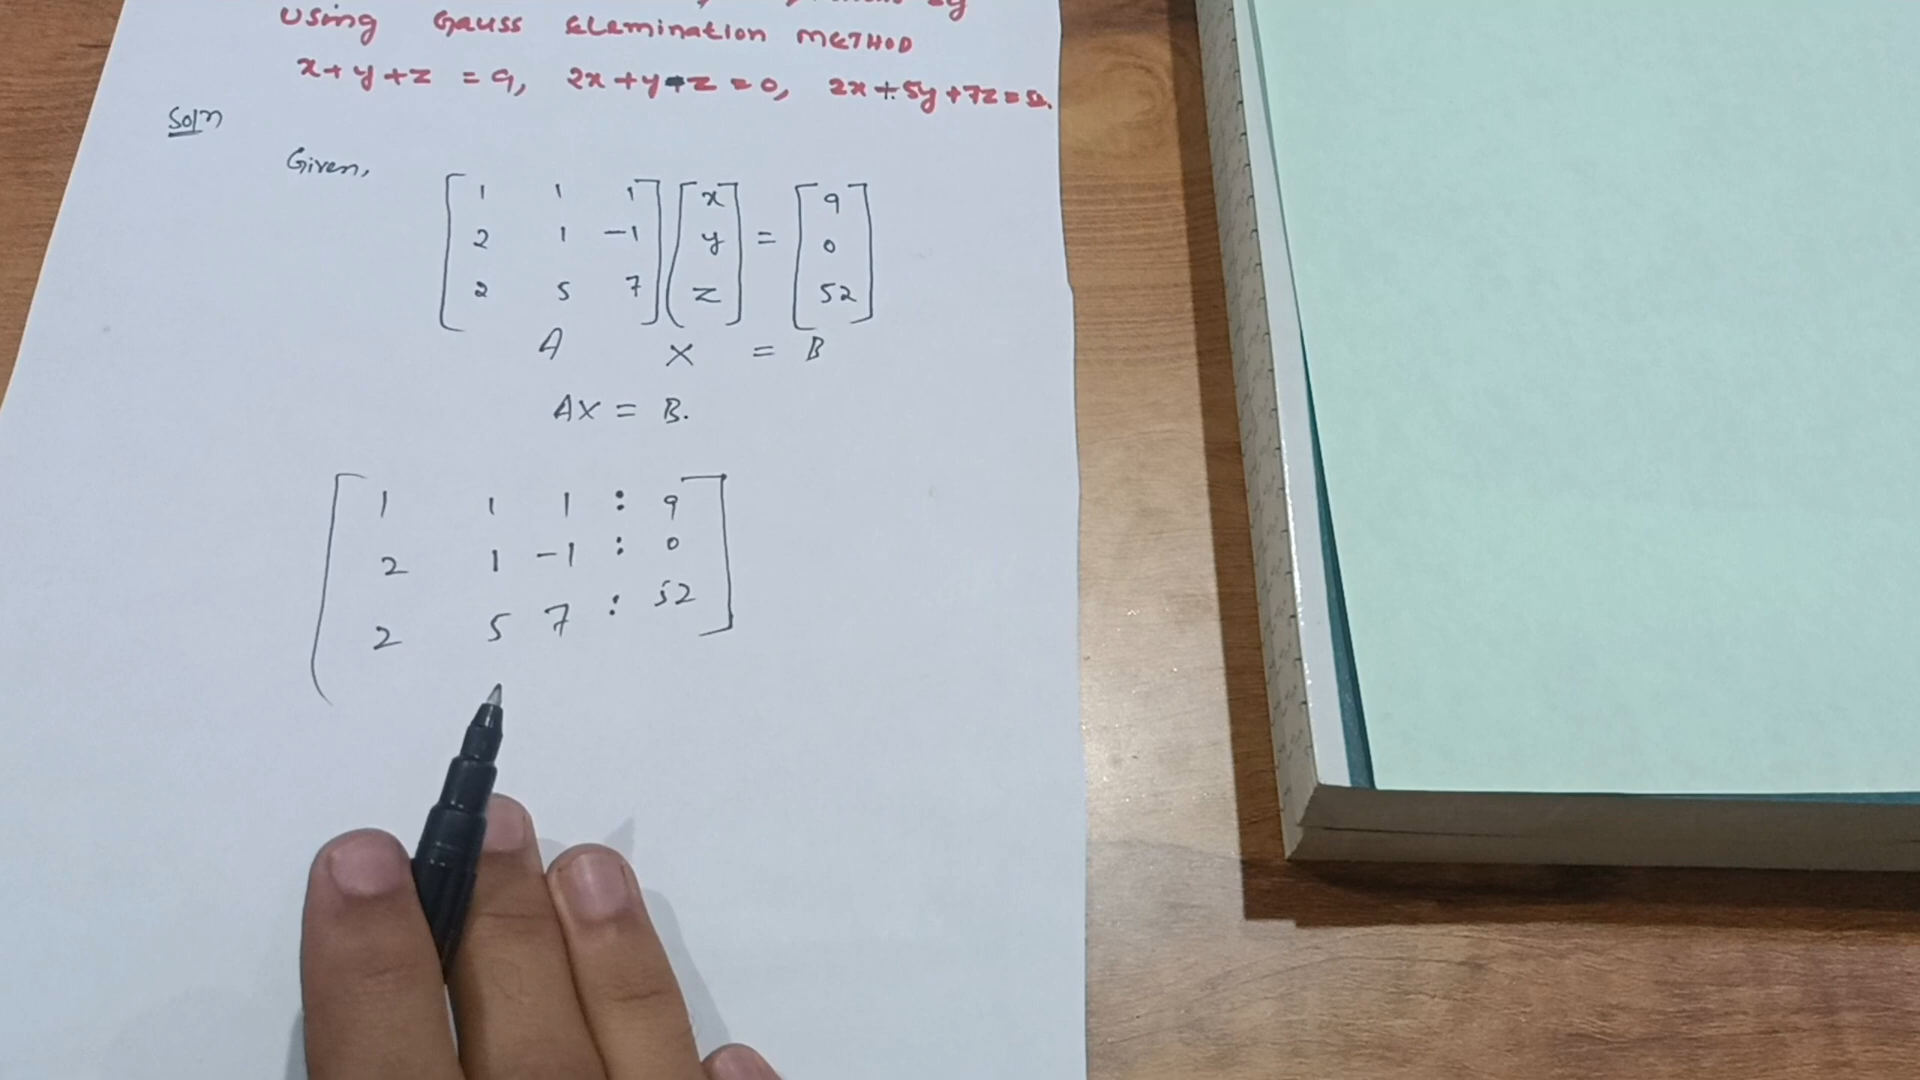 using Gauss elemination METHOD
x+y+z = 9, 2x+y-z=0, 2x+5y+7z=52.
Soln
Given,
1 1 1 x 9
2 1 -1 y = 0
2 5 7 z 52
A X = B
AX = B.
1 1 1 : 9
2 1 -1 : 0
2 5 7 : 52